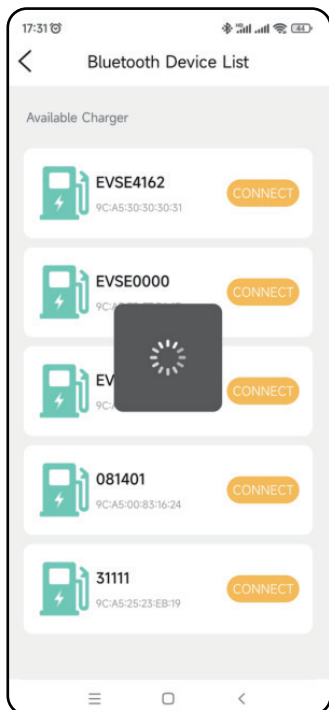 17:31
44
Bluetooth Device List
Available Charger
EVSE4162
9C:A5:30:30:30:31
CONNECT
EVSE0000
CONNECT
CONNECT
081401
9C:A5:00:83:16:24
CONNECT
31111
9C:A5:25:23:EB:19
CONNECT